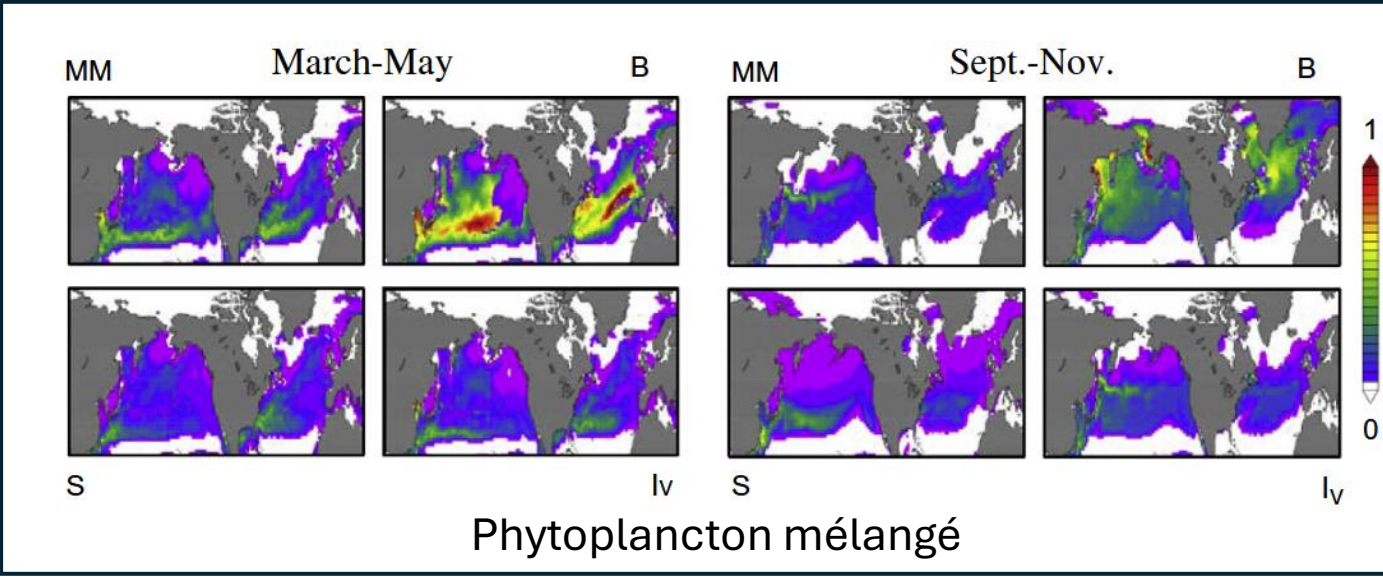 March-May
Sept.-Nov.
MM
B
MM
B
1
0
S
Iv
S
Iv
Phytoplancton mélangé